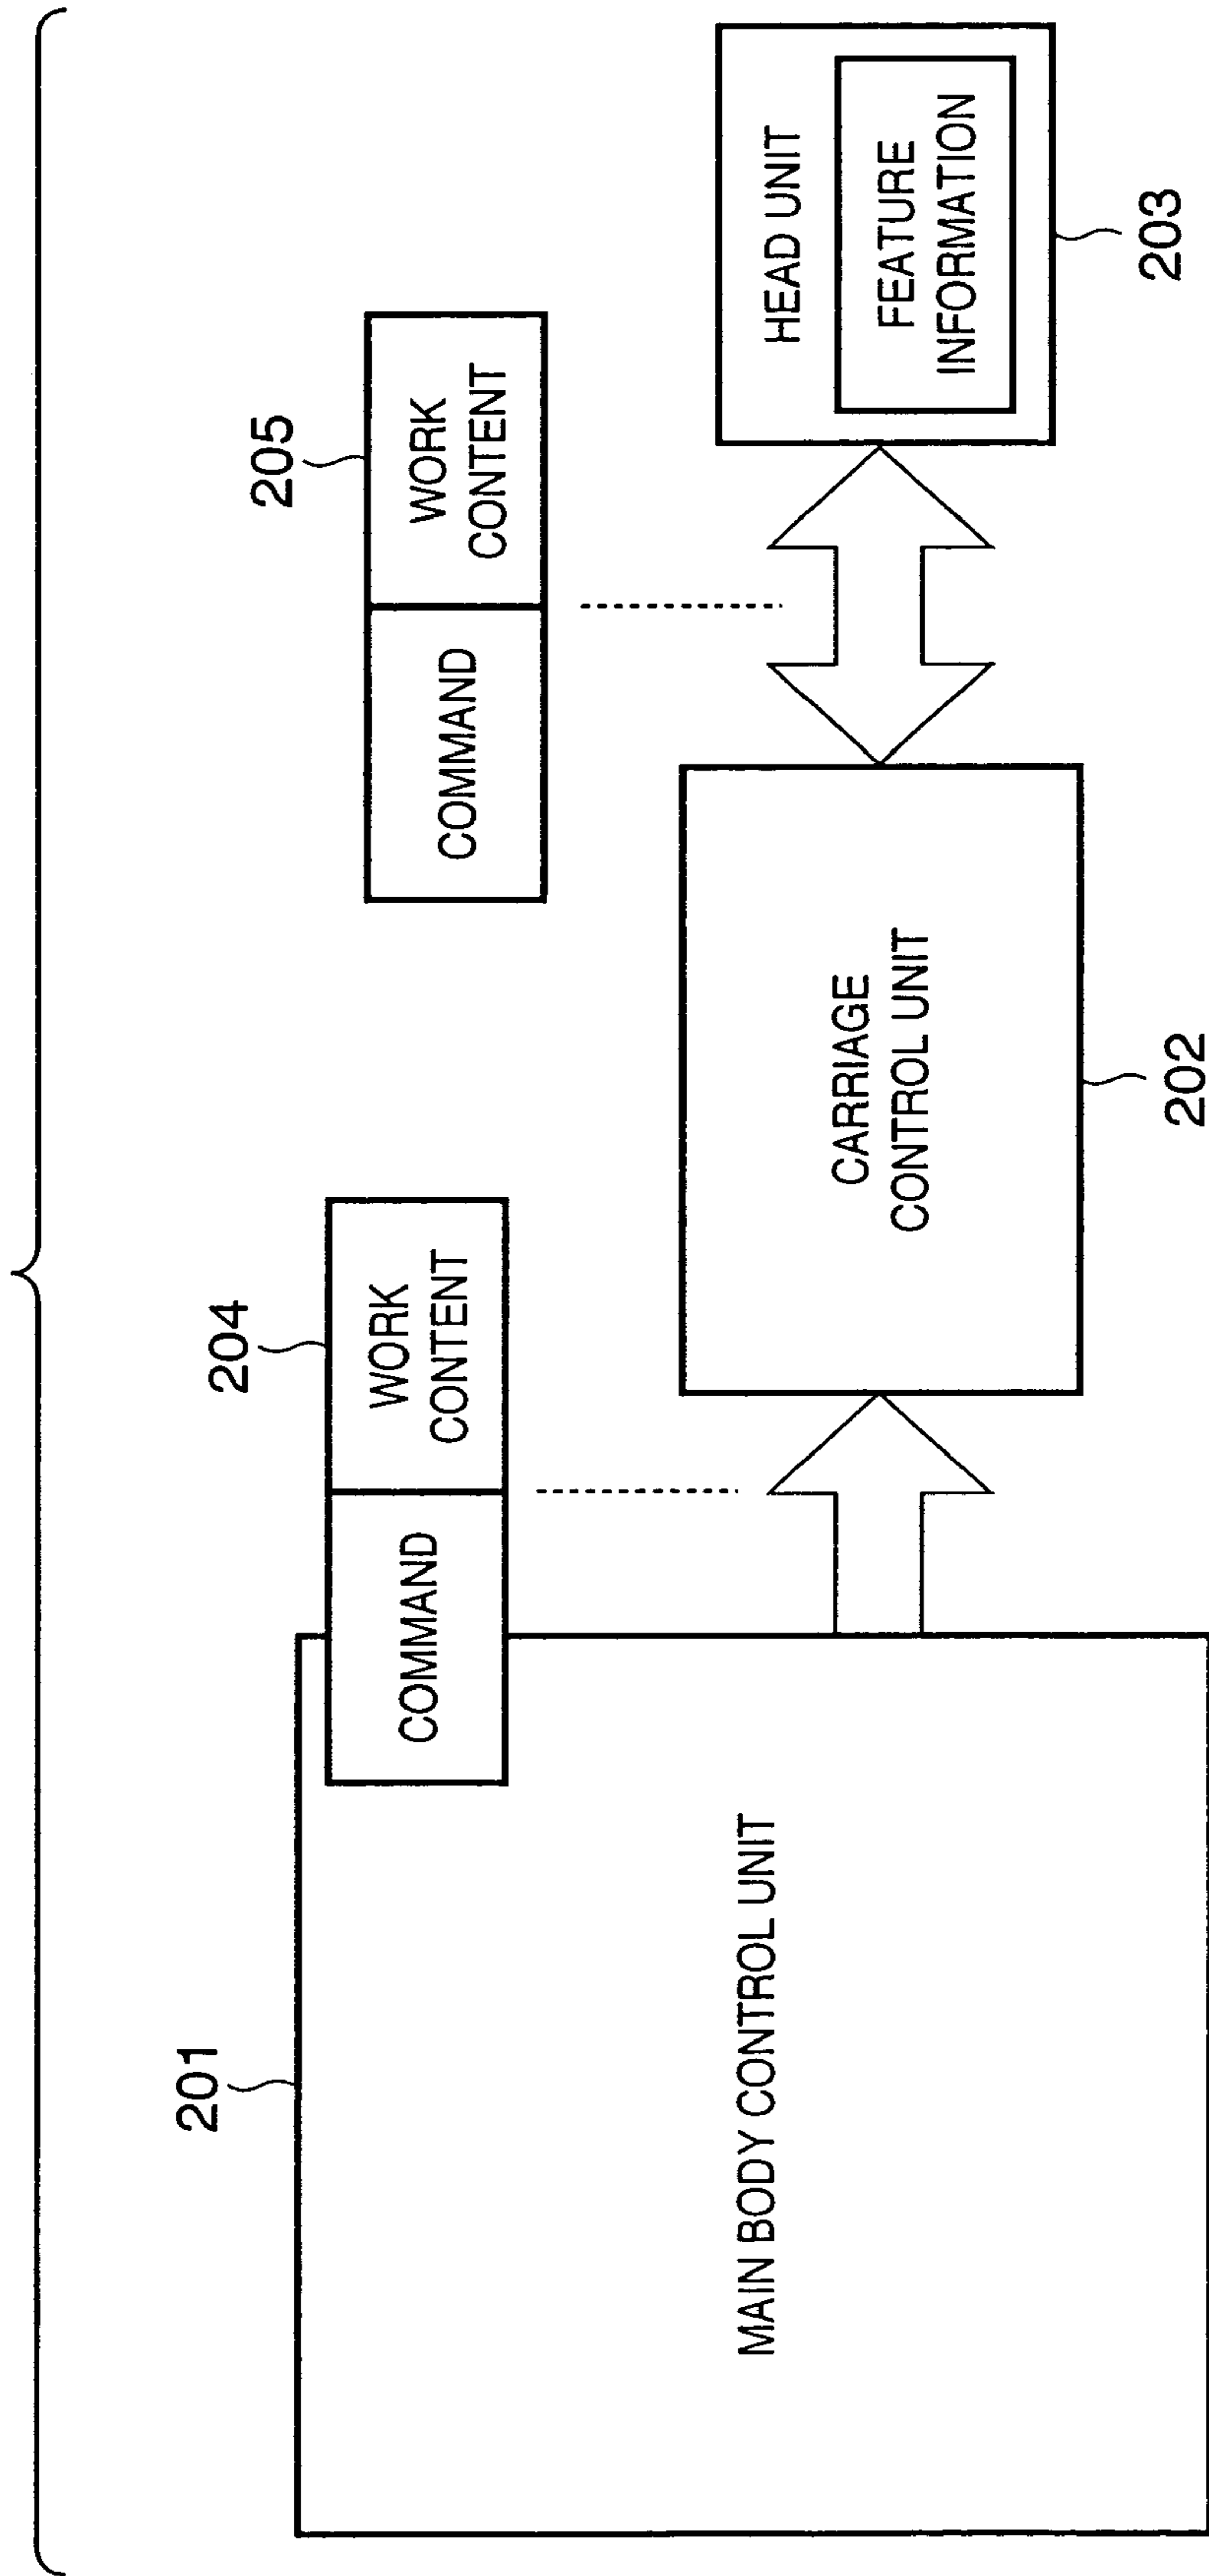 201
MAIN BODY CONTROL UNIT
204
COMMAND
WORK
CONTENT
CARRIAGE
CONTROL UNIT
202
205
COMMAND
WORK
CONTENT
HEAD UNIT
FEATURE
INFORMATION
203